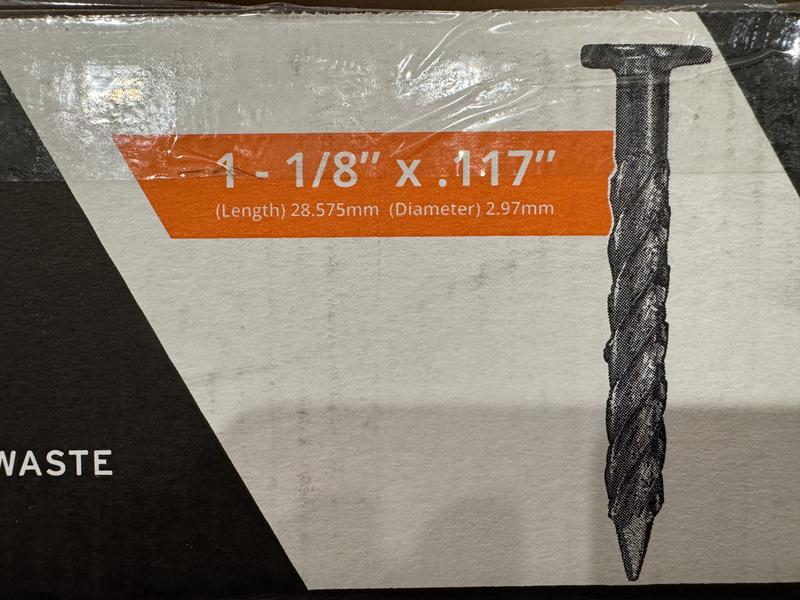 1 - 1/8” x .117”
(Length) 28.575mm (Diameter) 2.97mm
WASTE